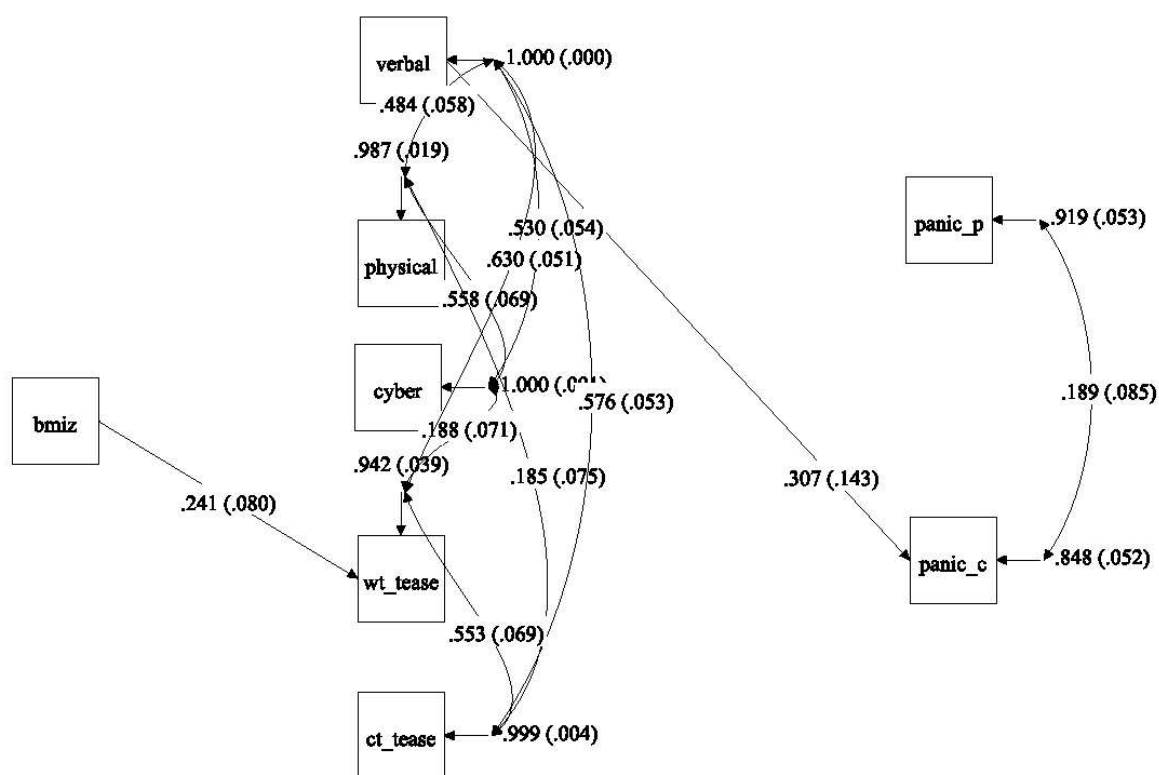 verbal
1.000 (.000)
.484 (.058)
.987 (.019)
physical
.530 (.054)
.630 (.051)
.558 (.069)
cyber
1.000
.576 (.053)
.188 (.071)
.942 (.039)
.185 (.075)
bmiz
.241 (.080)
wt_tease
.553 (.069)
ct_tease
.999 (.004)
panic_p
.919 (.053)
.189 (.085)
.307 (.143)
panic_c
.848 (.052)